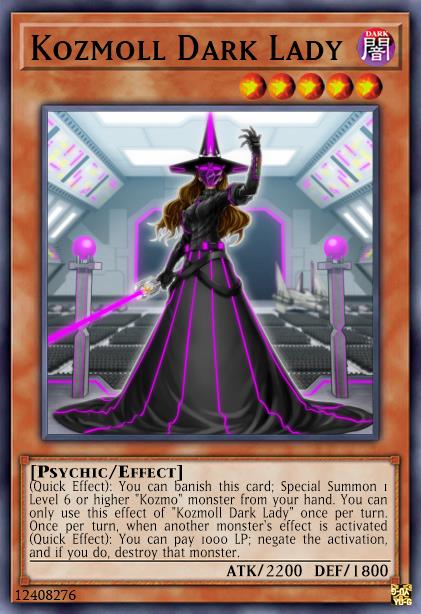 Kozmoll Dark Lady
DARK
闇
[Psychic/Effect]
(Quick Effect): You can banish this card; Special Summon 1
Level 6 or higher "Kozmo" monster from your hand. You can
only use this effect of "Kozmoll Dark Lady" once per turn.
Once per turn, when another monster's effect is activated
(Quick Effect): You can pay 1000 LP; negate the activation,
and if you do, destroy that monster.
ATK/2200 DEF/1800
12408276